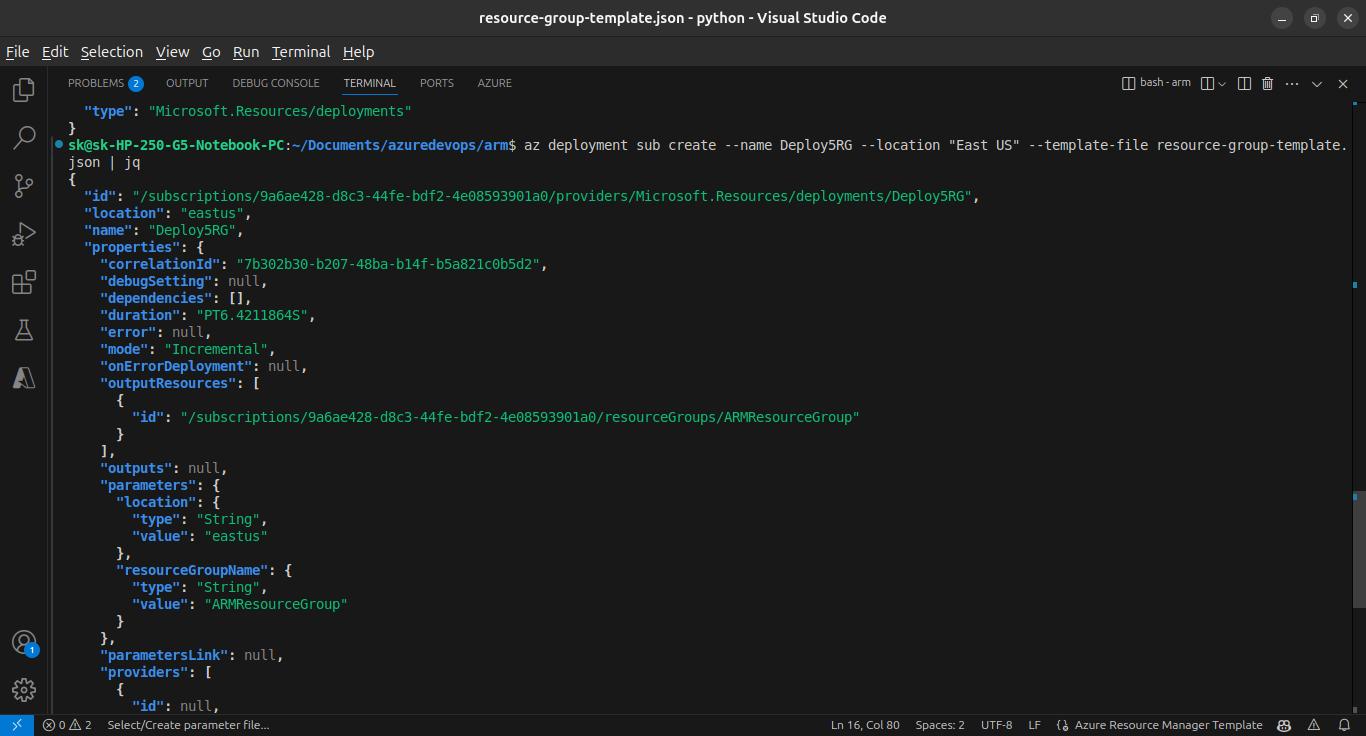 resource-group-template.json - python - Visual Studio Code
File Edit Selection View Go Run Terminal Help
PROBLEMS 2 OUTPUT DEBUG CONSOLE TERMINAL PORTS AZURE bash - arm
"type": "Microsoft.Resources/deployments"
}
sk@sk-HP-250-G5-Notebook-PC:~/Documents/azuredevops/arm$ az deployment sub create --name Deploy5RG --location "East US" --template-file resource-group-template.
json | jq
{
"id": "/subscriptions/9a6ae428-d8c3-44fe-bdf2-4e08593901a0/providers/Microsoft.Resources/deployments/Deploy5RG",
"location": "eastus",
"name": "Deploy5RG",
"properties": {
"correlationId": "7b302b30-b207-48ba-b14f-b5a821c0b5d2",
"debugSetting": null,
"dependencies": [],
"duration": "PT6.4211864S",
"error": null,
"mode": "Incremental",
"onErrorDeployment": null,
"outputResources": [
{
"id": "/subscriptions/9a6ae428-d8c3-44fe-bdf2-4e08593901a0/resourceGroups/ARMResourceGroup"
}
],
"outputs": null,
"parameters": {
"location": {
"type": "String",
"value": "eastus"
},
"resourceGroupName": {
"type": "String",
"value": "ARMResourceGroup"
}
},
"parametersLink": null,
"providers": [
{
"id": null,
1
0 2 Select/Create parameter file... Ln 16, Col 80 Spaces: 2 UTF-8 LF {} Azure Resource Manager Template